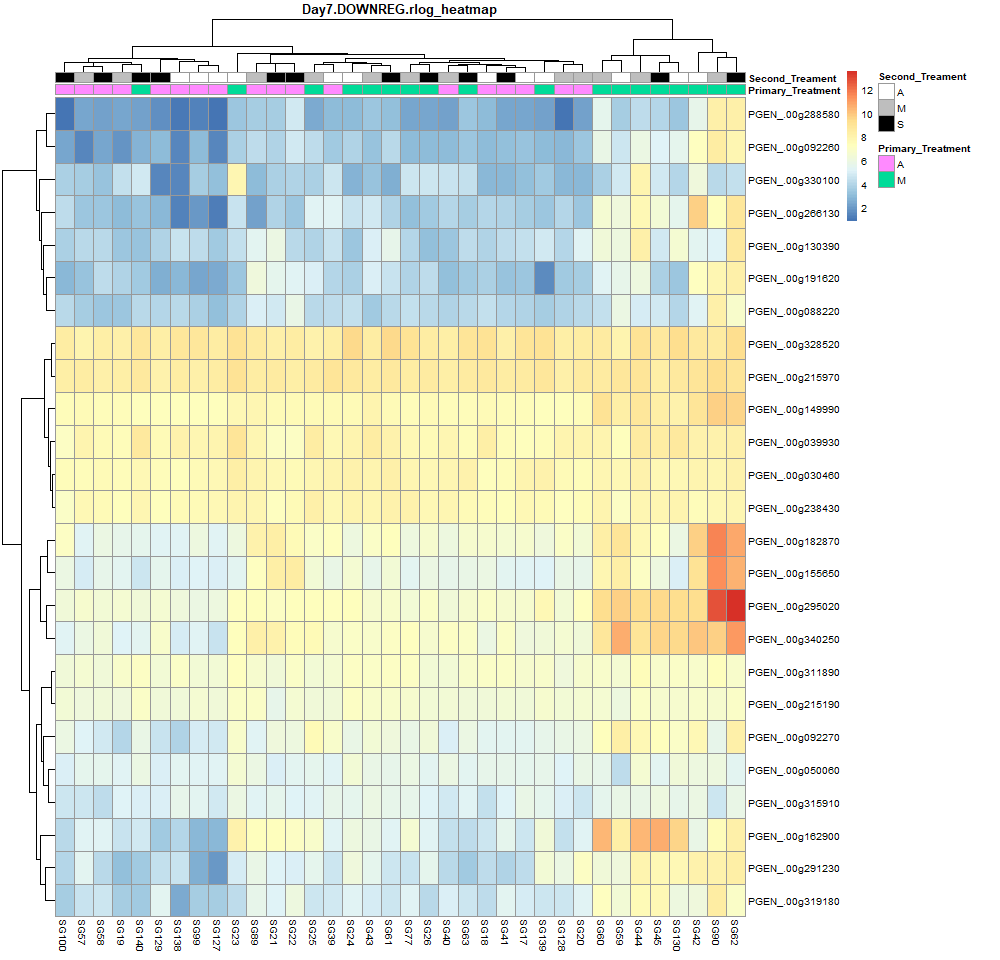 Day7.DOWNREG.rlog_heatmap
Second_Treament
Primary_Treatment
PGEN_.00g288580
PGEN_.00g092260
PGEN_.00g330100
PGEN_.00g266130
PGEN_.00g130390
PGEN_.00g191620
PGEN_.00g088220
PGEN_.00g328520
PGEN_.00g215970
PGEN_.00g149990
PGEN_.00g039930
PGEN_.00g030460
PGEN_.00g238430
PGEN_.00g182870
PGEN_.00g155650
PGEN_.00g295020
PGEN_.00g340250
PGEN_.00g311890
PGEN_.00g215190
PGEN_.00g092270
PGEN_.00g050060
PGEN_.00g315910
PGEN_.00g162900
PGEN_.00g291230
PGEN_.00g319180
SG100
SG57
SG58
SG19
SG140
SG129
SG138
SG99
SG127
SG23
SG89
SG21
SG22
SG25
SG39
SG24
SG43
SG61
SG77
SG26
SG40
SG63
SG18
SG41
SG17
SG139
SG128
SG20
SG60
SG59
SG44
SG45
SG130
SG42
SG90
SG62
12
10
8
6
4
2
Second_Treament
A
M
S
Primary_Treatment
A
M